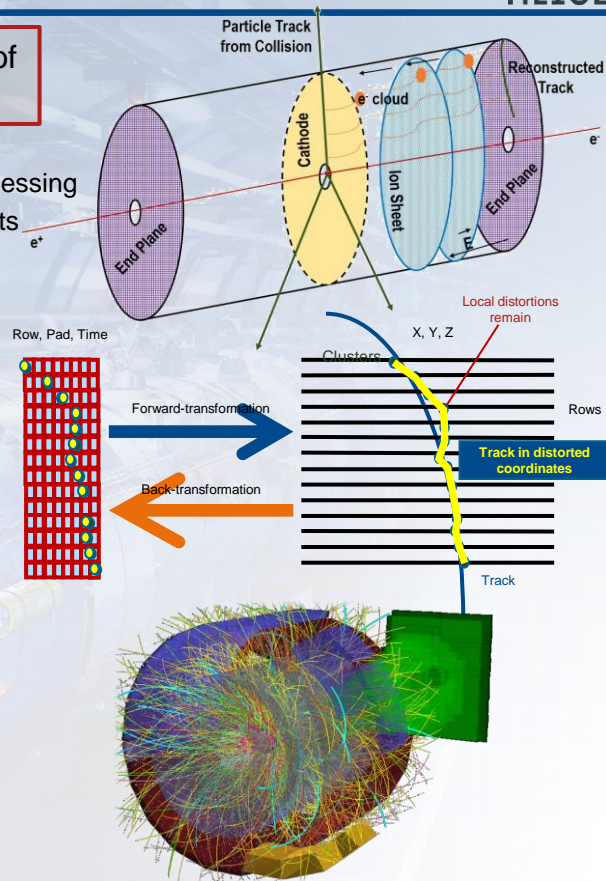 of
Particle Track
from Collision
Reconstructed
Track
e⁻ cloud
Cathode
e⁻
essing
Ion Sheet
End Plane
ts
e⁺
E
End Plane
Local distortions
remain
Row, Pad, Time
X, Y, Z
Clusters
Forward-transformation
Rows
Track in distorted
coordinates
Back-transformation
Track